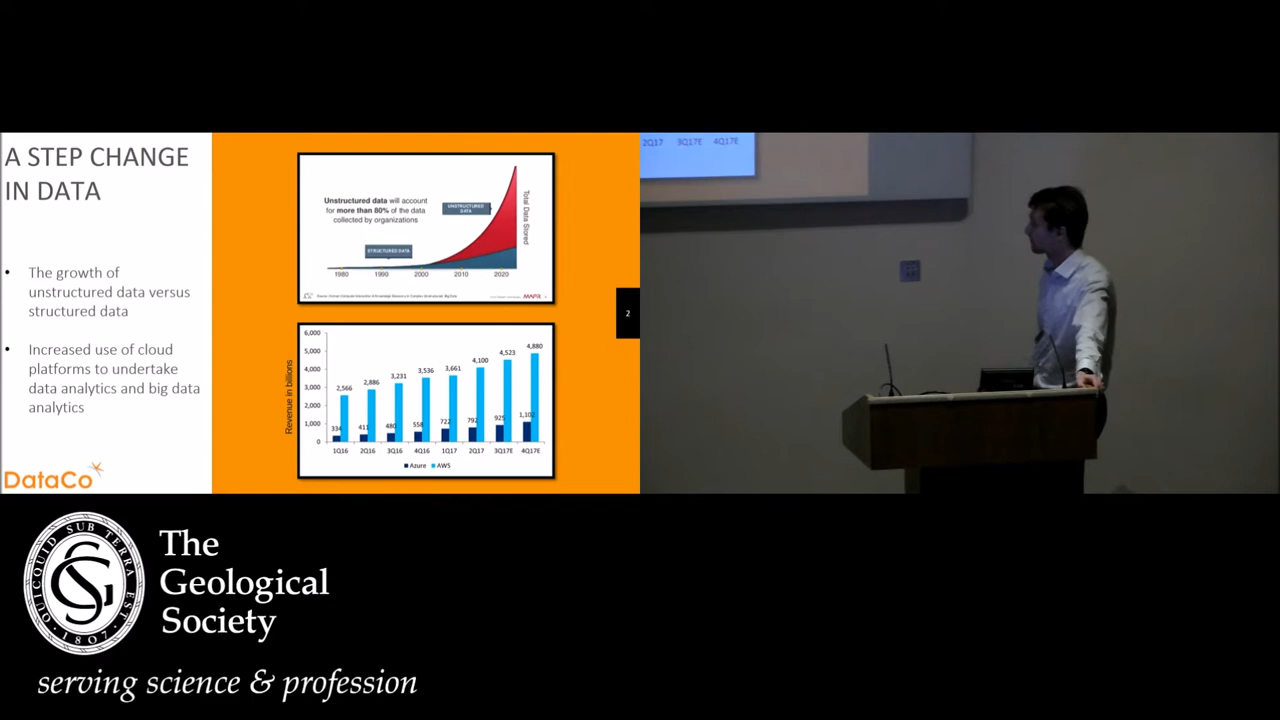 A STEP CHANGE
IN DATA
• The growth of
unstructured data versus
structured data
• Increased use of cloud
platforms to undertake
data analytics and big data
analytics
DataCo
Unstructured data will account
for more than 80% of the data
collected by organizations
UNSTRUCTURED
DATA
STRUCTURED DATA
Total Data Stored
1980 1990 2000 2010 2020
MAPR
Revenue in billions
6,000
5,000
4,000
3,000
2,000
1,000
0
2,566 2,886 3,231 3,536 3,661 4,100 4,523 4,880
334 411 480 558 722 792 925 1,102
1Q16 2Q16 3Q16 4Q16 1Q17 2Q17 3Q17E 4Q17E
Azure AWS
2
2Q17 3Q17E 4Q17E
QUICQUID SUB TERRA EST
1807
The
Geological
Society
serving science & profession